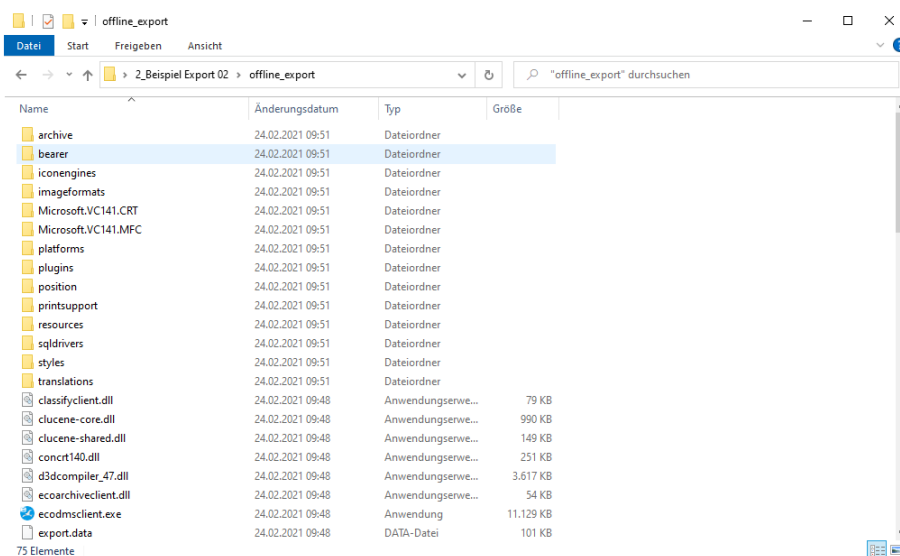 offline_export
Datei Start Freigeben Ansicht
2_Beispiel Export 02 offline_export "offline_export" durchsuchen
Name Änderungsdatum Typ Größe
archive 24.02.2021 09:51 Dateiordner
bearer 24.02.2021 09:51 Dateiordner
iconengines 24.02.2021 09:51 Dateiordner
imageformats 24.02.2021 09:51 Dateiordner
Microsoft.VC141.CRT 24.02.2021 09:51 Dateiordner
Microsoft.VC141.MFC 24.02.2021 09:51 Dateiordner
platforms 24.02.2021 09:51 Dateiordner
plugins 24.02.2021 09:51 Dateiordner
position 24.02.2021 09:51 Dateiordner
printsupport 24.02.2021 09:51 Dateiordner
resources 24.02.2021 09:51 Dateiordner
sqldrivers 24.02.2021 09:51 Dateiordner
styles 24.02.2021 09:51 Dateiordner
translations 24.02.2021 09:51 Dateiordner
classifyclient.dll 24.02.2021 09:48 Anwendungserwe... 79 KB
clucene-core.dll 24.02.2021 09:48 Anwendungserwe... 990 KB
clucene-shared.dll 24.02.2021 09:48 Anwendungserwe... 149 KB
concrt140.dll 24.02.2021 09:48 Anwendungserwe... 251 KB
d3dcompiler_47.dll 24.02.2021 09:48 Anwendungserwe... 3.617 KB
ecoarchiveclient.dll 24.02.2021 09:48 Anwendungserwe... 54 KB
ecodmsclient.exe 24.02.2021 09:48 Anwendung 11.129 KB
export.data 24.02.2021 09:48 DATA-Datei 101 KB
75 Elemente